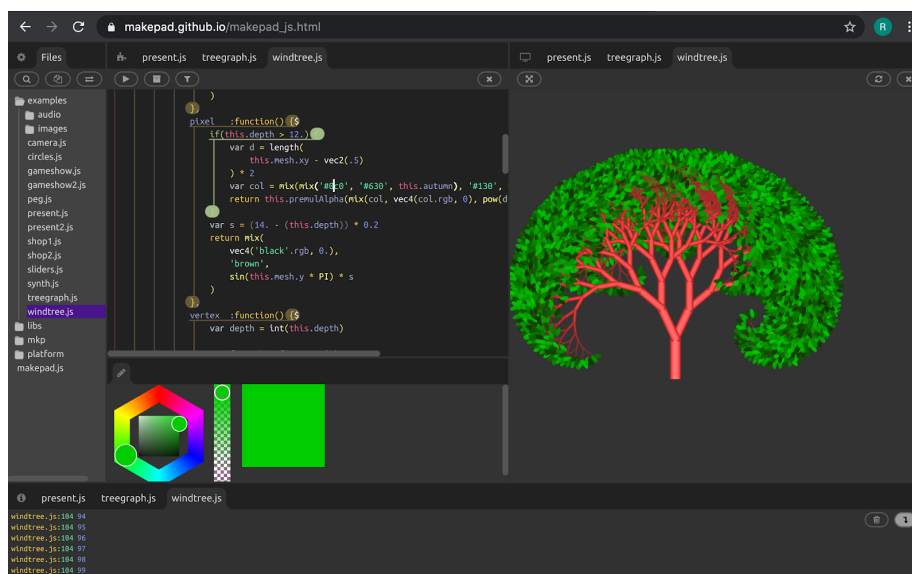 makepad.github.io/makepad_js.html
R
Files
present.js treegraph.js windtree.js
present.js treegraph.js windtree.js
examples
audio
images
camera.js
circles.js
gameshow.js
gameshow2.js
peg.js
present.js
present2.js
shop1.js
shop2.js
sliders.js
synth.js
treegraph.js
windtree.js
libs
mkp
platform
makepad.js
)
},
pixel :function() {$
if(this.depth > 12.)
var d = length(
this.mesh.xy - vec2(.5)
) * 2
var col = mix(mix('#0c0', '#630', this.autumn), '#130',
return this.premulAlpha(mix(col, vec4(col.rgb, 0), pow(d
var s = (14. - (this.depth)) * 0.2
return mix(
vec4('black'.rgb, 0.),
'brown',
sin(this.mesh.y * PI) * s
)
},
vertex :function() {$
var depth = int(this.depth)
present.js treegraph.js windtree.js
windtree.js:104 94
windtree.js:104 95
windtree.js:104 96
windtree.js:104 97
windtree.js:104 98
windtree.js:104 99